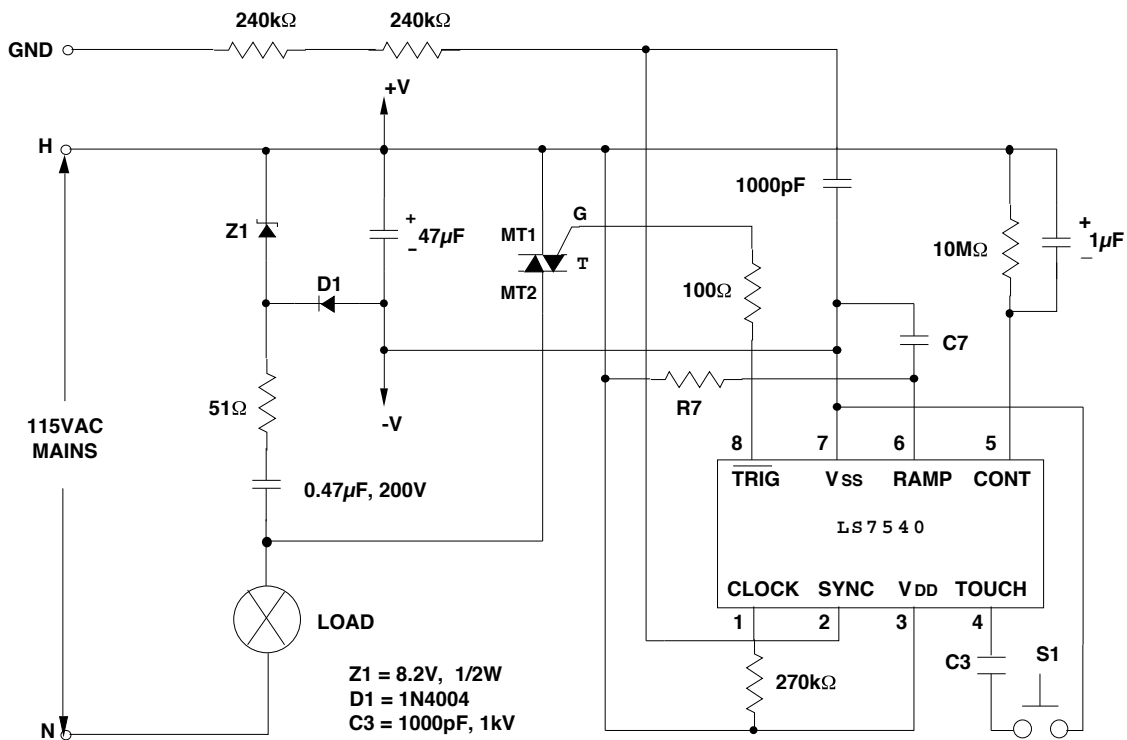 240kΩ 240kΩ
GND
+V
H
1000pF
Z1
+
47µF
−
G
MT1
T
MT2
10MΩ
+
1µF
−
D1
100Ω
C7
51Ω
-V
R7
115VAC
MAINS
8 7 6 5
0.47µF, 200V
TRIG VSS RAMP CONT
LS7540
CLOCK SYNC VDD TOUCH
1 2 3 4
LOAD
C3 S1
270kΩ
Z1 = 8.2V, 1/2W
D1 = 1N4004
C3 = 1000pF, 1kV
N